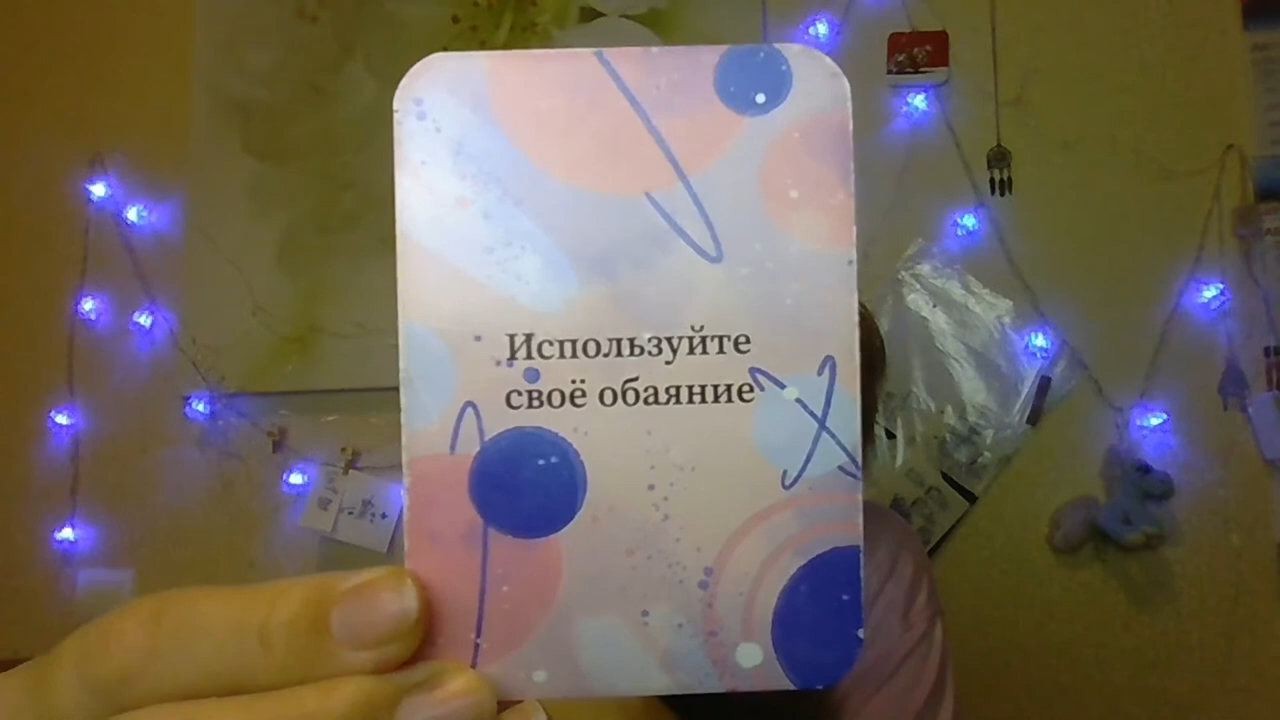 Используйте
своё обаяние